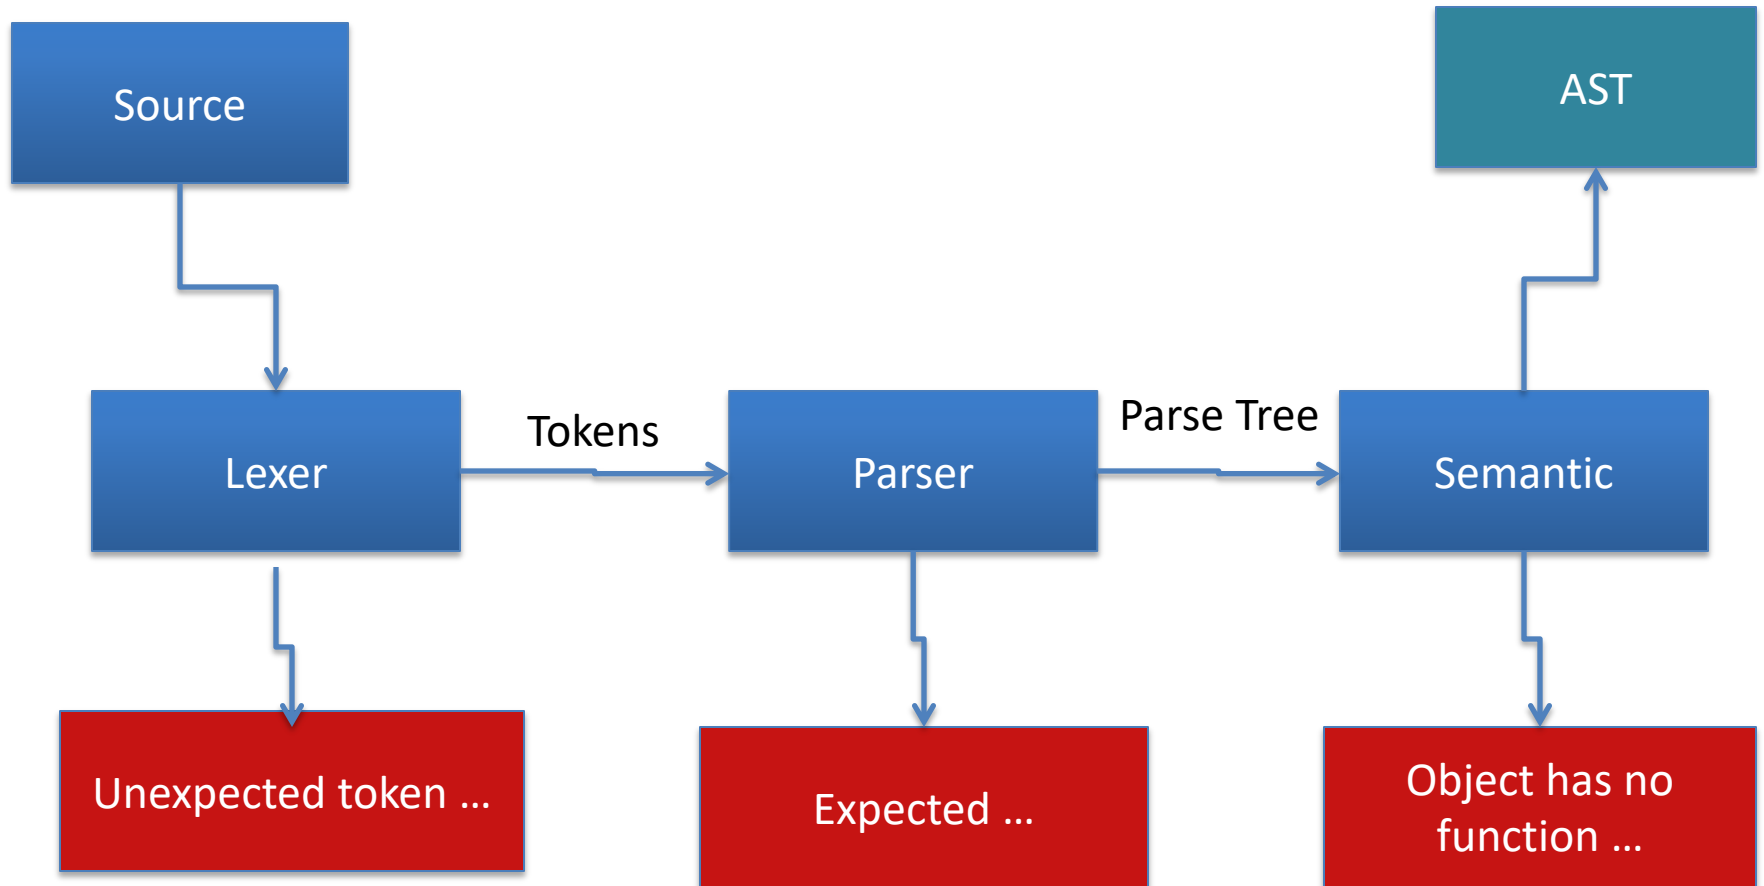 Source
AST
Lexer
Tokens
Parser
Parse Tree
Semantic
Unexpected token …
Expected …
Object has no
function …